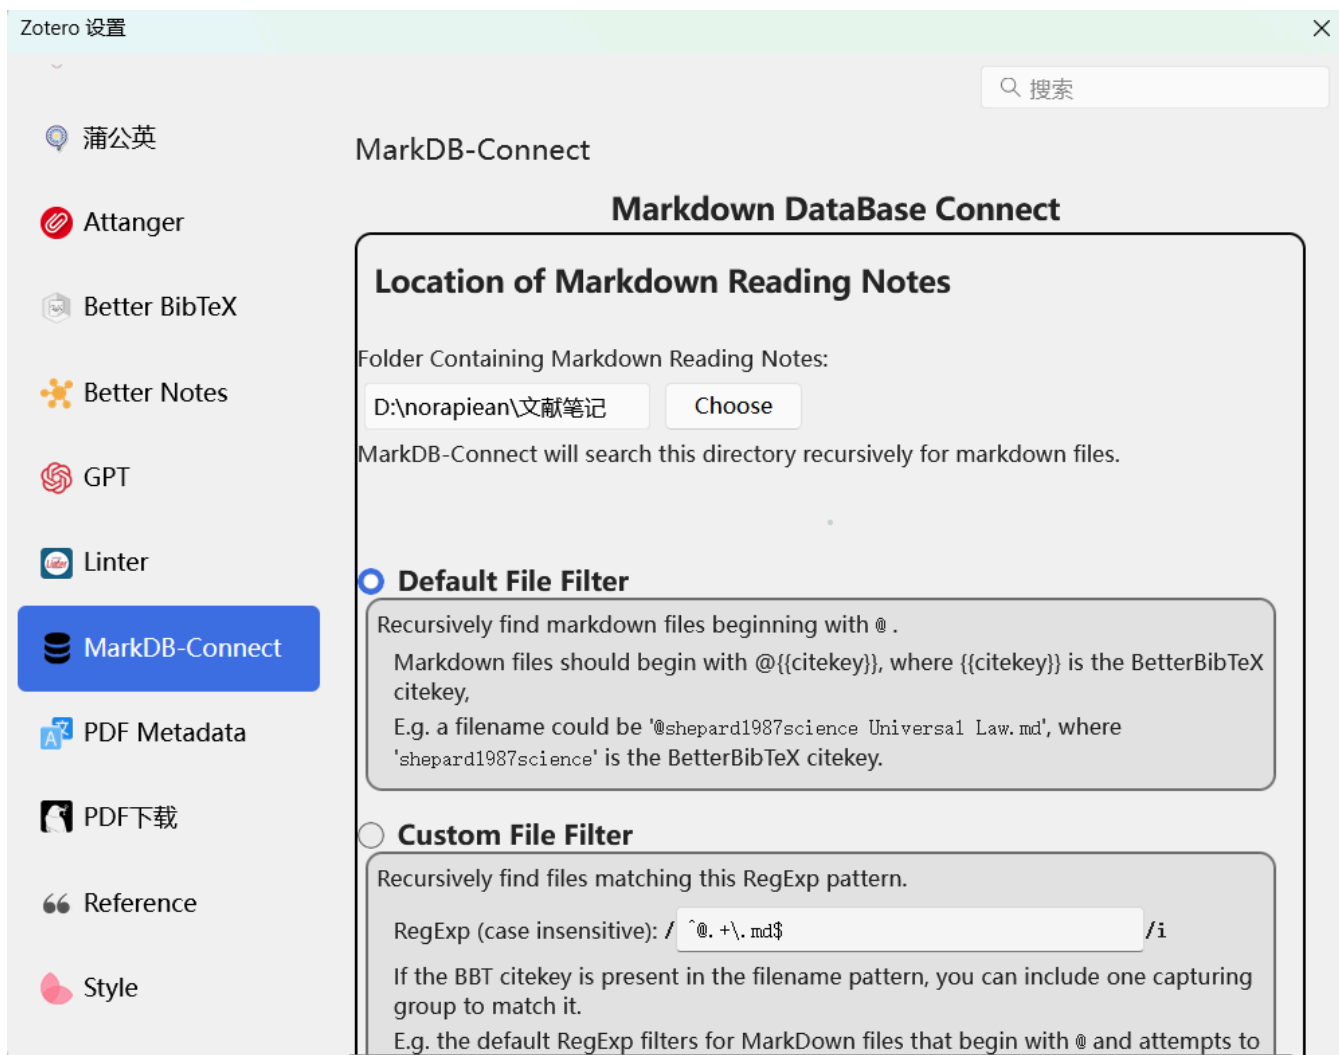 Zotero 设置
搜索
蒲公英
Attanger
Better BibTeX
Better Notes
GPT
Linter
MarkDB-Connect
PDF Metadata
PDF下载
Reference
Style
MarkDB-Connect
Markdown DataBase Connect
Location of Markdown Reading Notes
Folder Containing Markdown Reading Notes:
D:\norapiean\文献笔记
Choose
MarkDB-Connect will search this directory recursively for markdown files.
Default File Filter
Recursively find markdown files beginning with @ .
Markdown files should begin with @{{citekey}}, where {{citekey}} is the BetterBibTeX
citekey,
E.g. a filename could be '@shepard1987science Universal Law.md', where
'shepard1987science' is the BetterBibTeX citekey.
Custom File Filter
Recursively find files matching this RegExp pattern.
RegExp (case insensitive): / ^@.+\.md$ /i
If the BBT citekey is present in the filename pattern, you can include one capturing
group to match it.
E.g. the default RegExp filters for MarkDown files that begin with @ and attempts to